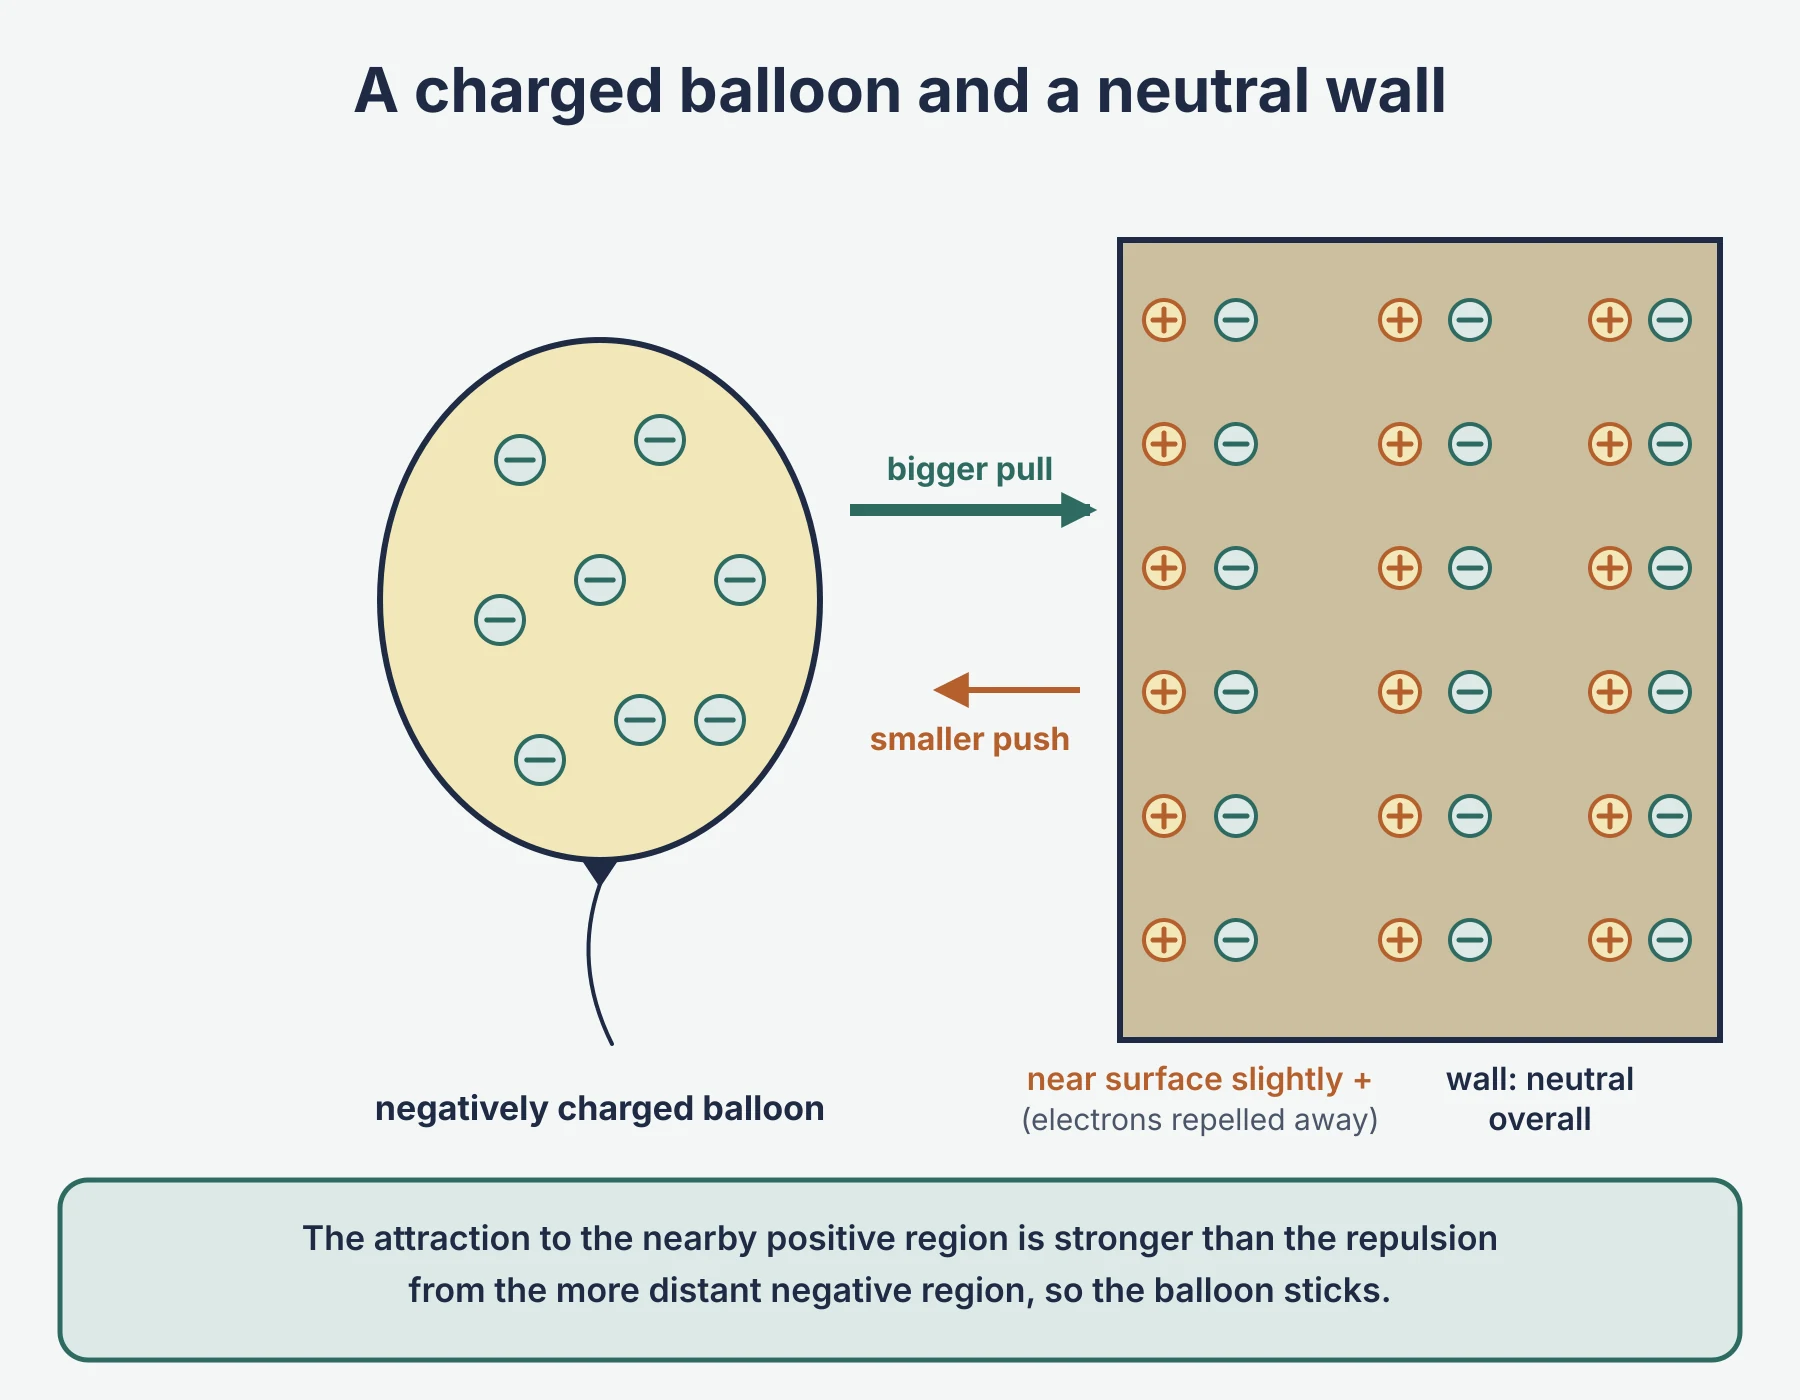 A charged balloon and a neutral wall
bigger pull
smaller push
negatively charged balloon
near surface slightly +
(electrons repelled away)
wall: neutral
overall
The attraction to the nearby positive region is stronger than the repulsion
from the more distant negative region, so the balloon sticks.